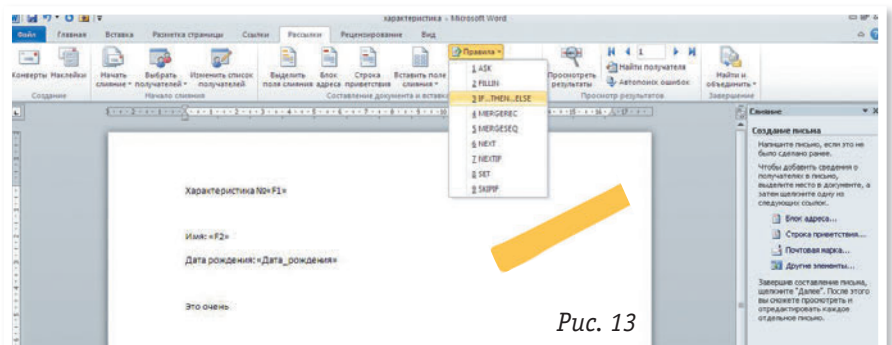 характеристика - Microsoft Word
Файл Главная Вставка Разметка страницы Ссылки Рассылки Рецензирование Вид
Конверты Наклейки
Начать слияние
Выбрать получателей
Изменить список получателей
Выделить поля слияния
Блок адреса
Строка приветствия
Вставить поле слияния
Правила
Просмотреть результаты
1
Найти получателя
Автопоиск ошибок
Найти и объединить
Создание
Начало слияния
Составление документа и вставка
Просмотр результатов
Завершение
1 ASK
2 FILLIN
3 IF...THEN...ELSE
4 MERGEREC
5 MERGESEQ
6 NEXT
7 NEXTIF
8 SET
9 SKIPIF
Характеристика №«F1»
Имя: «F2»
Дата рождения: «Дата_рождения»
Это очень
Слияние
Создание письма
Напишите письмо, если это не
было сделано ранее.
Чтобы добавить сведения о
получателях в письмо,
выделите место в документе, а
затем щелкните одну из
следующих ссылок.
Блок адреса...
Строка приветствия...
Почтовая марка...
Другие элементы...
Завершив составление письма,
щелкните "Далее". После этого
вы сможете просмотреть и
отредактировать каждое
отдельное письмо.
Рис. 13